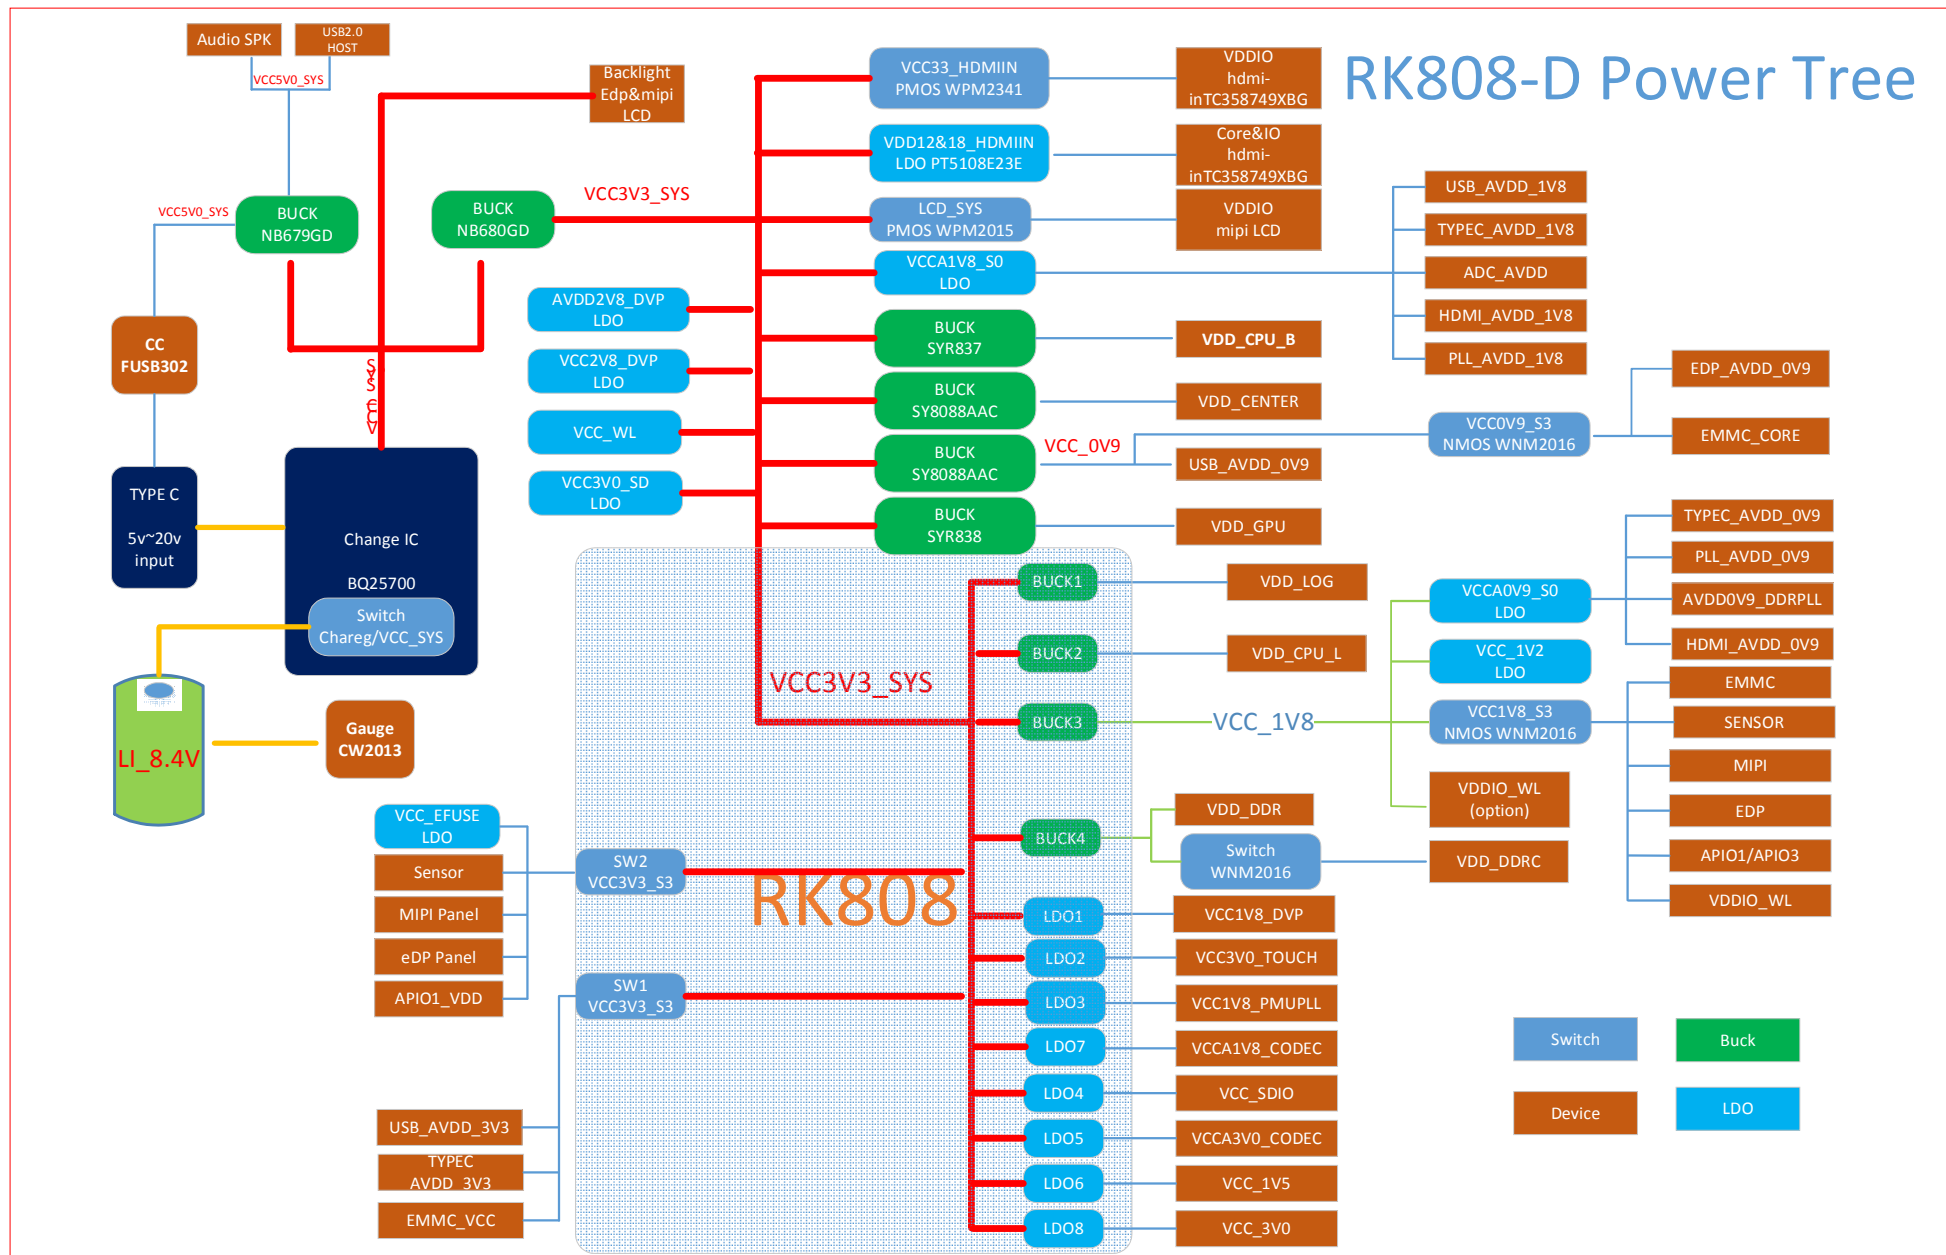 RK808-D Power Tree
Audio SPK
USB2.0
HOST
VCC5V0_SYS
Backlight
Edp&mipi
LCD
VCC33_HDMIIN
PMOS WPM2341
VDDIO
hdmi-
inTC358749XBG
VDD12&18_HDMIIN
LDO PT5108E23E
Core&IO
hdmi-
inTC358749XBG
VCC5V0_SYS
BUCK
NB679GD
BUCK
NB680GD
VCC3V3_SYS
LCD_SYS
PMOS WPM2015
VDDIO
mipi LCD
VCCA1V8_S0
LDO
USB_AVDD_1V8
TYPEC_AVDD_1V8
ADC_AVDD
HDMI_AVDD_1V8
PLL_AVDD_1V8
AVDD2V8_DVP
LDO
VCC2V8_DVP
LDO
VCC_WL
VCC3V0_SD
LDO
BUCK
SYR837
VDD_CPU_B
BUCK
SY8088AAC
VDD_CENTER
BUCK
SY8088AAC
VCC_0V9
USB_AVDD_0V9
VCC0V9_S3
NMOS WNM2016
EDP_AVDD_0V9
EMMC_CORE
BUCK
SYR838
VDD_GPU
CC
FUSB302
VCC_SYS
TYPE C
5v~20v
input
Change IC
BQ25700
Switch
Chareg/VCC_SYS
LI_8.4V
Gauge
CW2013
VCC3V3_SYS
RK808
BUCK1
VDD_LOG
BUCK2
VDD_CPU_L
BUCK3
VCC_1V8
VCCA0V9_S0
LDO
TYPEC_AVDD_0V9
PLL_AVDD_0V9
AVDD0V9_DDRPLL
HDMI_AVDD_0V9
VCC_1V2
LDO
VCC1V8_S3
NMOS WNM2016
EMMC
SENSOR
MIPI
EDP
APIO1/APIO3
VDDIO_WL
VDDIO_WL
(option)
BUCK4
VDD_DDR
Switch
WNM2016
VDD_DDRC
VCC_EFUSE
LDO
Sensor
MIPI Panel
eDP Panel
APIO1_VDD
SW2
VCC3V3_S3
SW1
VCC3V3_S3
USB_AVDD_3V3
TYPEC
AVDD_3V3
EMMC_VCC
LDO1
VCC1V8_DVP
LDO2
VCC3V0_TOUCH
LDO3
VCC1V8_PMUPLL
LDO7
VCCA1V8_CODEC
LDO4
VCC_SDIO
LDO5
VCCA3V0_CODEC
LDO6
VCC_1V5
LDO8
VCC_3V0
Switch
Buck
Device
LDO